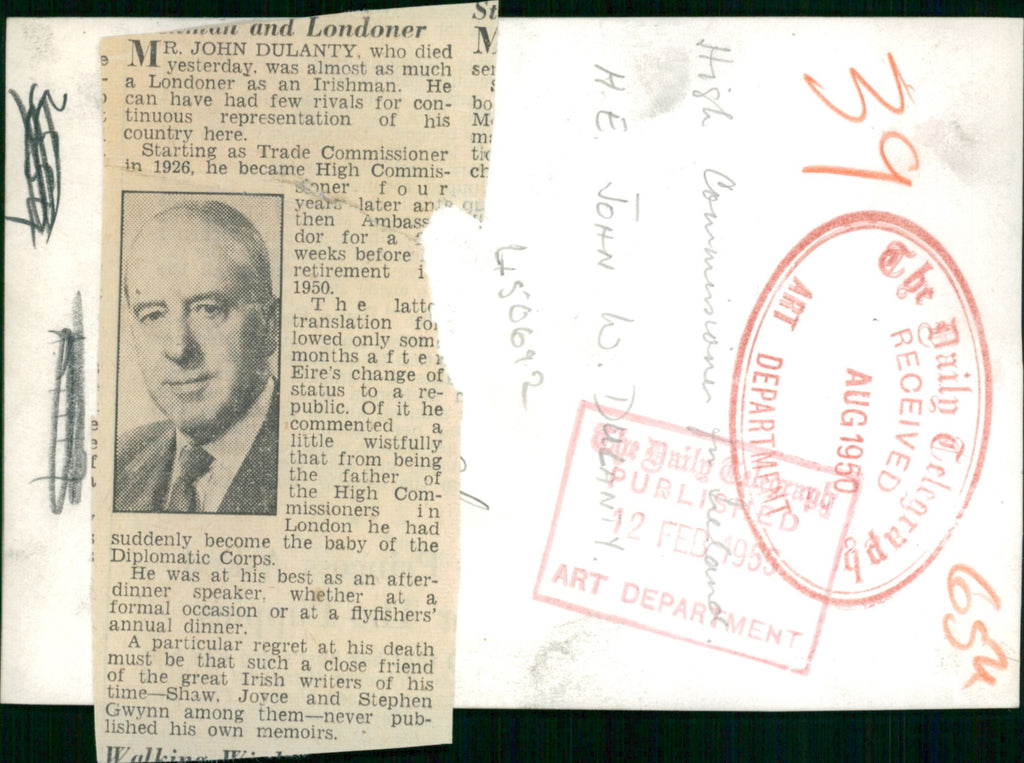 and Londoner
MR. JOHN DULANTY, who died
yesterday, was almost as much
a Londoner as an Irishman. He
can have had few rivals for con-
tinuous representation of his
country here.
Starting as Trade Commissioner
in 1926, he became High Commis-
sioner four
years later and
then Ambass
dor for a
weeks before
retirement i
1950.
The latt
translation fol
lowed only som
months after
Eire's change of
status to a re-
public. Of it he
commented a
little wistfully
that from being
the father of
the High Com-
missioners in
London he had
suddenly become the baby of the
Diplomatic Corps.
He was at his best as an after-
dinner speaker, whether at a
formal occasion or at a flyfishers'
annual dinner.
A particular regret at his death
must be that such a close friend
of the great Irish writers of his
time—Shaw, Joyce and Stephen
Gwynn among them—never pub-
lished his own memoirs.
Walking
St
M
ser
bo
M
ma
tic
ch
450692
H.E. JOHN W. DULANTY.
High Commissioner for Ireland.
39
The Daily Telegraph
RECEIVED
AUG 1950
ART DEPARTMENT
The Daily Telegraph
PUBLISHED
12 FEB 1955
ART DEPARTMENT
654